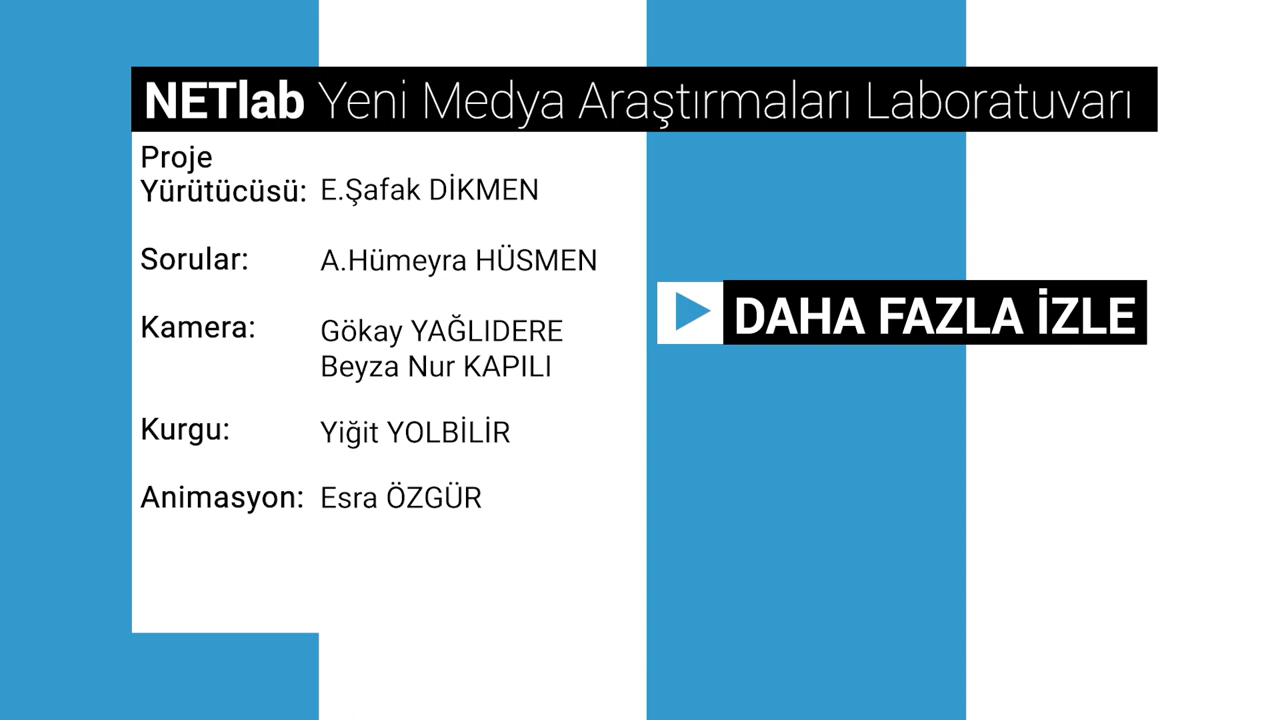 NETlab Yeni Medya Araştırmaları Laboratuvarı
Proje
Yürütücüsü: E.Şafak DİKMEN
Sorular: A.Hümeyra HÜSMEN
Kamera: Gökay YAĞLIDERE
Beyza Nur KAPILI
Kurgu: Yiğit YOLBİLİR
Animasyon: Esra ÖZGÜR
DAHA FAZLA İZLE